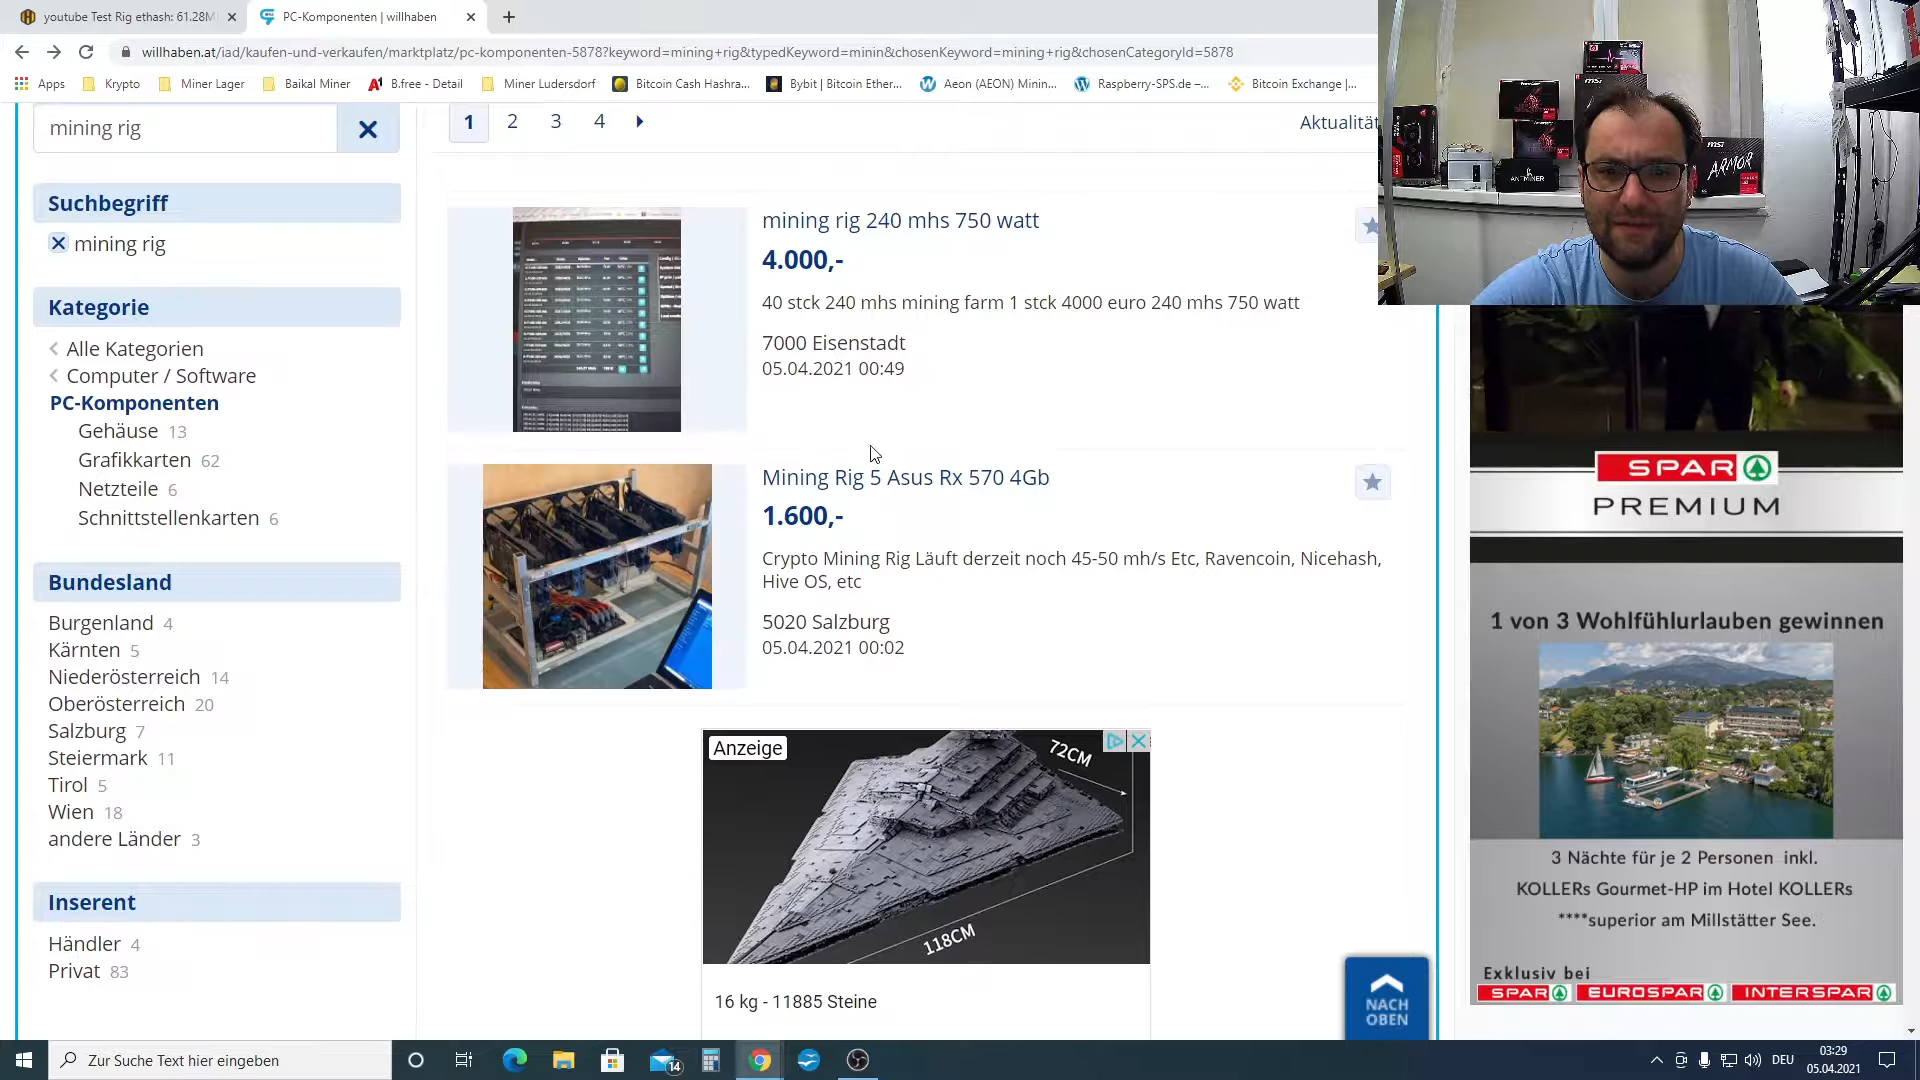 youtube Test Rig ethash: 61.28M
PC-Komponenten | willhaben
willhaben.at/iad/kaufen-und-verkaufen/marktplatz/pc-komponenten-5878?keyword=mining+rig&typedKeyword=minin&chosenKeyword=mining+rig&chosenCategoryId=5878
Apps
Krypto
Miner Lager
Baikal Miner
B.free - Detail
Miner Ludersdorf
Bitcoin Cash Hashra...
Bybit | Bitcoin Ether...
Aeon (AEON) Minin...
Raspberry-SPS.de –...
Bitcoin Exchange |...
mining rig
1 2 3 4
Aktualität
Suchbegriff
mining rig
Kategorie
Alle Kategorien
Computer / Software
PC-Komponenten
Gehäuse 13
Grafikkarten 62
Netzteile 6
Schnittstellenkarten 6
Bundesland
Burgenland 4
Kärnten 5
Niederösterreich 14
Oberösterreich 20
Salzburg 7
Steiermark 11
Tirol 5
Wien 18
andere Länder 3
Inserent
Händler 4
Privat 83
mining rig 240 mhs 750 watt
4.000,-
40 stck 240 mhs mining farm 1 stck 4000 euro 240 mhs 750 watt
7000 Eisenstadt
05.04.2021 00:49
Mining Rig 5 Asus Rx 570 4Gb
1.600,-
Crypto Mining Rig Läuft derzeit noch 45-50 mh/s Etc, Ravencoin, Nicehash,
Hive OS, etc
5020 Salzburg
05.04.2021 00:02
Anzeige
72CM
118CM
16 kg - 11885 Steine
NACH
OBEN
msi
msi
ARMOR
ANTMINER
SPAR
PREMIUM
1 von 3 Wohlfühlurlauben gewinnen
3 Nächte für je 2 Personen inkl.
KOLLERs Gourmet-HP im Hotel KOLLERs
****superior am Millstätter See.
Exklusiv bei
SPAR EUROSPAR INTERSPAR
Zur Suche Text hier eingeben
14
DEU
03:29
05.04.2021